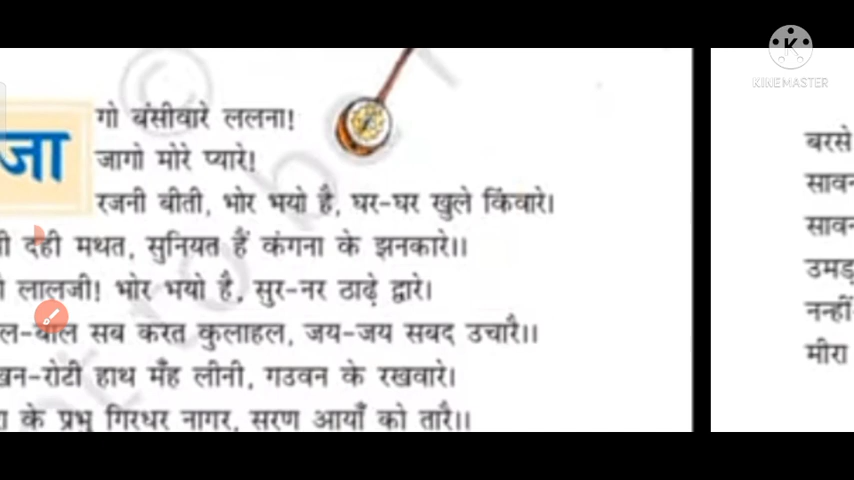 जा
गो बंसीवारे ललना!
जागो मोरे प्यारे!
रजनी बीती, भोर भयो है, घर-घर खुले किंवारे।
दही मथत, सुनियत हैं कंगना के झनकारे।।
लालजी! भोर भयो है, सुर-नर ठाढ़े द्वारे।
सब करत कुलाहल, जय-जय सबद उचारै।।
हाथ मँह लीनी, गउवन के रखवारे।
के प्रभु गिरधर नागर, सरण आयाँ को तारै।।
बरसे
नन्हीं
मीरा
K
KINEMASTER